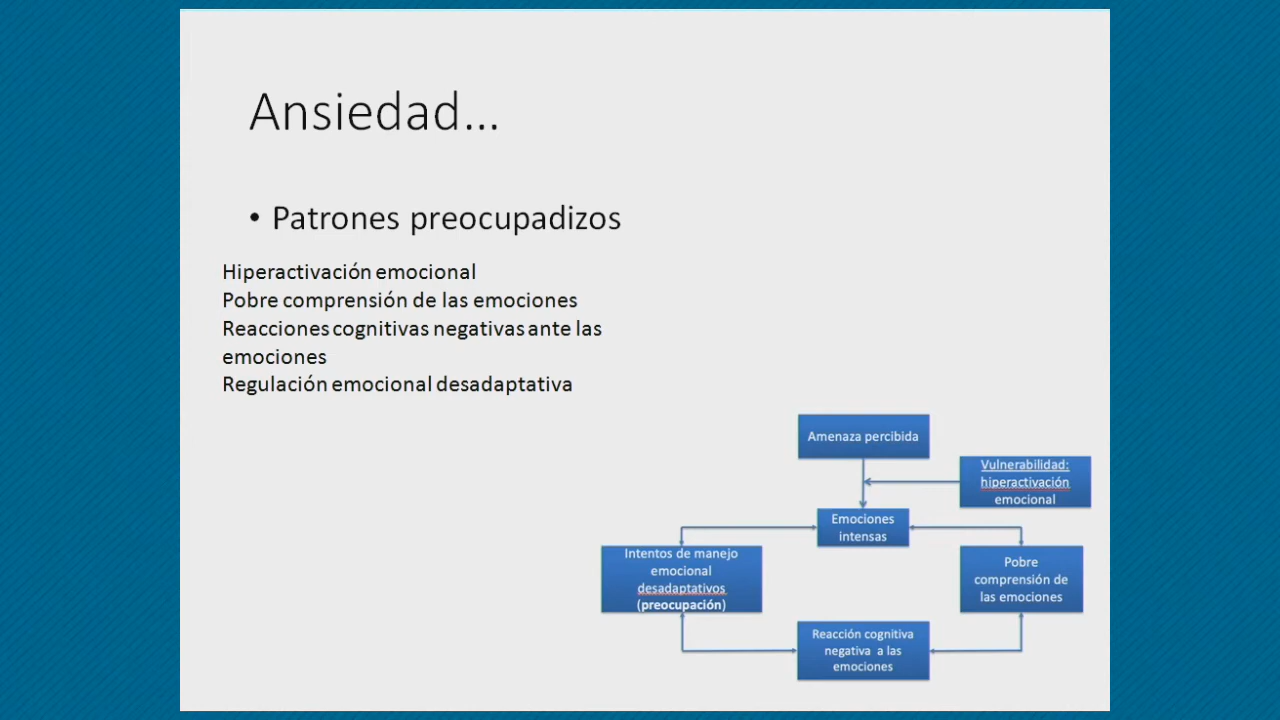 Ansiedad...
• Patrones preocupadizos
Hiperactivación emocional
Pobre comprensión de las emociones
Reacciones cognitivas negativas ante las
emociones
Regulación emocional desadaptativa
Amenaza percibida
Vulnerabilidad:
hiperactivación
emocional
Emociones
intensas
Intentos de manejo
emocional
desadaptativos
(preocupación)
Pobre
comprensión de
las emociones
Reacción cognitiva
negativa a las
emociones